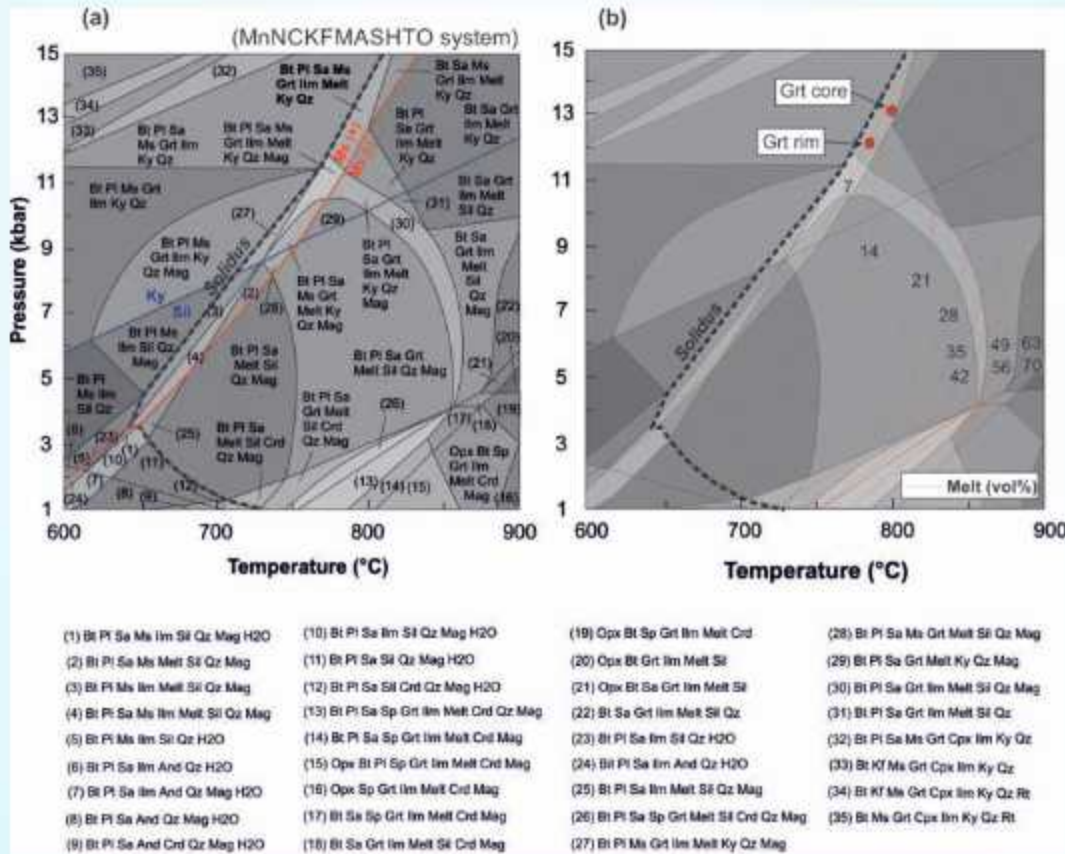 (a)
(MnNCKFMASHTO system)
(b)
15
13
11
9
7
5
3
1
Pressure (kbar)
600
700
800
900
Temperature (°C)
(35)
(34)
(33)
(32)
Bt Pl Sa Ms
Grt Ilm Melt
Ky Qz
Bt Sa Ms
Grt Ilm Melt
Ky Qz
Bt Pl Sa
Ms Grt Ilm
Ky Qz
Bt Pl Sa Ms
Grt Ilm Melt
Ky Qz Mag
Bt Pl
Sa Grt
Ilm Melt
Ky Qz
Bt Sa Grt
Ilm Melt
Ky Qz
Bt Pl Ms Grt
Ilm Ky Qz
(27)
(29)
(30)
(31)
Bt Sa Grt
Ilm Melt
Sil Qz
Bt Pl Ms
Grt Ilm Ky
Qz Mag
Solidus
Bt Pl
Sa Grt
Ilm Melt
Ky Qz
Mag
St Sa
Grt Ilm
Melt
Sil
Qz
Mag
Ky
Sil
(2)
(3)
(28)
Bt Pl Sa
Ms Grt
Melt Ky
Qz Mag
(22)
(20)
(21)
Bt Pl Ms
Ilm Sil Qz
Mag
(4)
Bt Pl Sa
Melt Sil
Qz Mag
Bt Pl Sa Grt
Melt Sil Qz Mag
Bt Pl
Ms Ilm
Sil Qz
(26)
(23)
(1)
(10)
(11)
(25)
Bt Pl Sa
Melt Sil Crd
Qz Mag
Bt Pl Sa
Grt Melt
Sil Crd
Qz Mag
(17)
(18)
(19)
(7)
(24)
(8)
(9)
(12)
(13)
(14)
(15)
Opx Bt Sp
Grt Ilm
Melt Crd
Mag
(16)
15
13
11
9
7
5
3
1
Grt core
Grt rim
7
14
21
28
35
42
49
56
63
70
Solidus
Melt (vol%)
600
700
800
900
Temperature (°C)
(1) Bt Pl Sa Ms Ilm Sil Qz Mag H2O
(2) Bt Pl Sa Ms Melt Sil Qz Mag
(3) Bt Pl Ms Ilm Melt Sil Qz Mag
(4) Bt Pl Sa Ms Ilm Melt Sil Qz Mag
(5) Bt Pl Ms Ilm Sil Qz H2O
(6) Bt Pl Sa Ilm And Qz H2O
(7) Bt Pl Sa Ilm And Qz Mag H2O
(8) Bt Pl Sa And Qz Mag H2O
(9) Bt Pl Sa And Crd Qz Mag H2O
(10) Bt Pl Sa Ilm Sil Qz Mag H2O
(11) Bt Pl Sa Sil Qz Mag H2O
(12) Bt Pl Sa Sil Crd Qz Mag H2O
(13) Bt Pl Sa Sp Grt Ilm Melt Crd Qz Mag
(14) Bt Pl Sa Sp Grt Ilm Melt Crd Mag
(15) Opx Bt Pl Sp Grt Ilm Melt Crd Mag
(16) Opx Sp Grt Ilm Melt Crd Mag
(17) Bt Sa Sp Grt Ilm Melt Crd Mag
(18) Bt Sa Grt Ilm Melt Sil Crd Mag
(19) Opx Bt Sp Grt Ilm Melt Crd
(20) Opx Bt Grt Ilm Melt Sil
(21) Opx Bt Sa Grt Ilm Melt Sil
(22) Bt Sa Grt Ilm Melt Sil Qz
(23) Bt Pl Sa Ilm Sil Qz H2O
(24) Bil Pl Sa Ilm And Qz H2O
(25) Bt Pl Sa Ilm Melt Sil Qz Mag
(26) Bt Pl Sa Sp Grt Melt Sil Crd Qz Mag
(27) Bt Pl Ms Grt Ilm Melt Ky Qz Mag
(28) Bt Pl Sa Ms Grt Melt Sil Qz Mag
(29) Bt Pl Sa Grt Melt Ky Qz Mag
(30) Bt Pl Sa Grt Ilm Melt Sil Qz Mag
(31) Bt Pl Sa Grt Ilm Melt Sil Qz
(32) Bt Pl Sa Ms Grt Cpx Ilm Ky Qz
(33) Bt Kf Ms Grt Cpx Ilm Ky Qz
(34) Bt Kf Ms Grt Cpx Ilm Ky Qz Rt
(35) Bt Ms Grt Cpx Ilm Ky Qz Rt